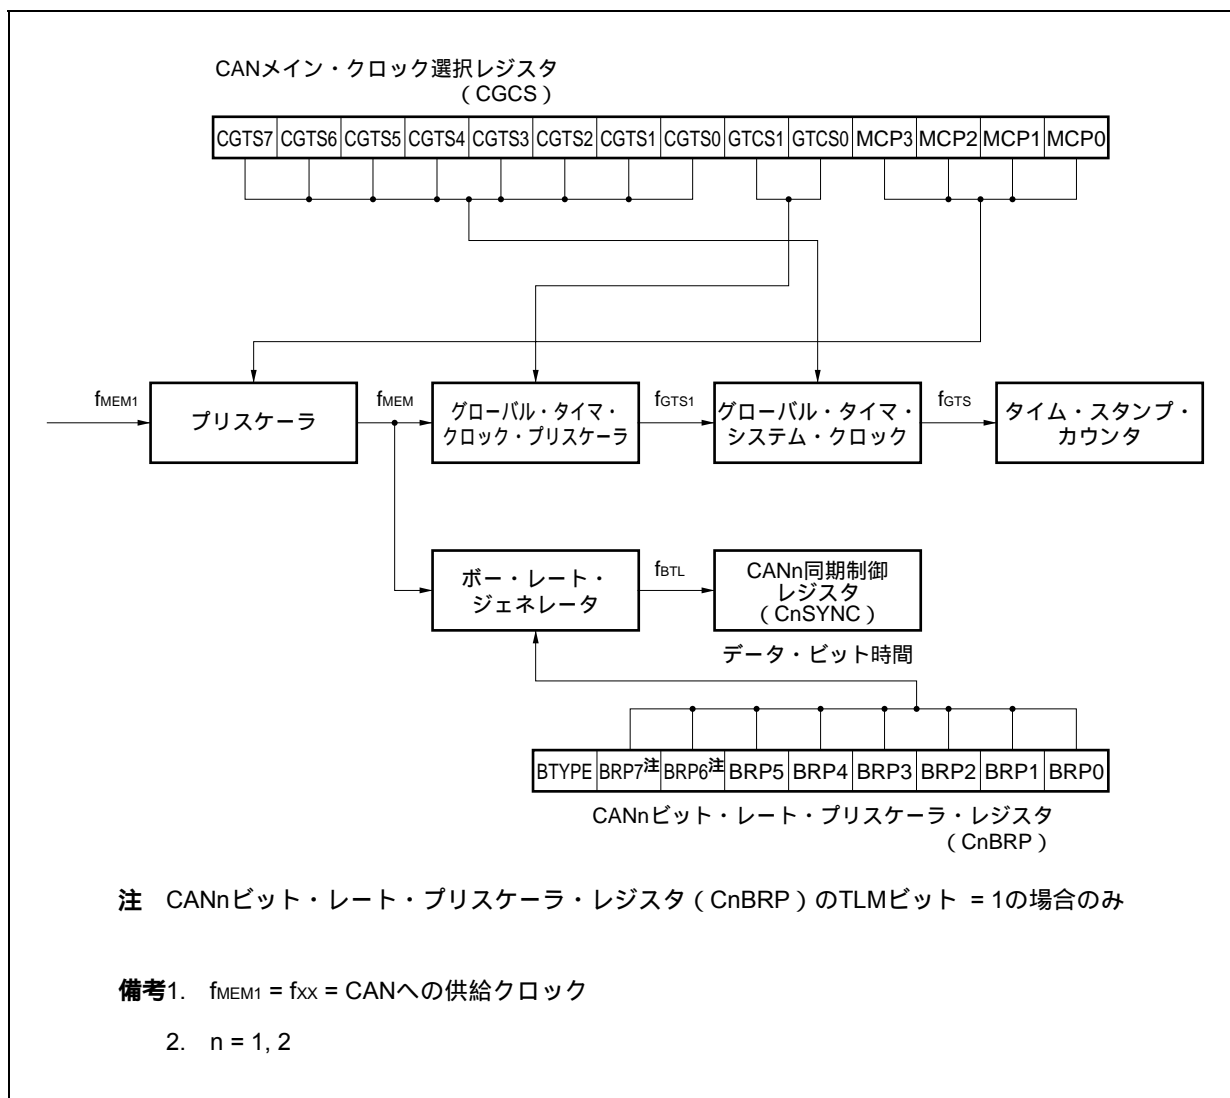 CANメイン・クロック選択レジスタ
（CGCS）
CGTS7 CGTS6 CGTS5 CGTS4 CGTS3 CGTS2 CGTS1 CGTS0 GTCS1 GTCS0 MCP3 MCP2 MCP1 MCP0
fMEM1
プリスケーラ
fMEM
グローバル・タイマ・
クロック・プリスケーラ
fGTS1
グローバル・タイマ・
システム・クロック
fGTS
タイム・スタンプ・
カウンタ
ボー・レート・
ジェネレータ
fBTL
CANn同期制御
レジスタ
（CnSYNC）
データ・ビット時間
BTYPE BRP7注 BRP6注 BRP5 BRP4 BRP3 BRP2 BRP1 BRP0
CANnビット・レート・プリスケーラ・レジスタ
（CnBRP）
注 CANnビット・レート・プリスケーラ・レジスタ（CnBRP）のTLMビット = 1の場合のみ
備考1. fMEM1 = fXX = CANへの供給クロック
2. n = 1, 2